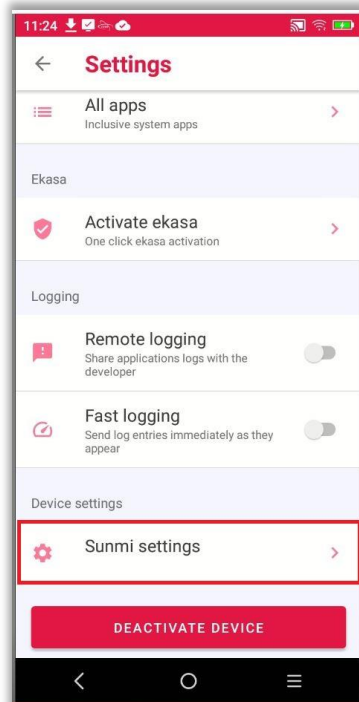 11:24
Settings
All apps
Inclusive system apps
Ekasa
Activate ekasa
One click ekasa activation
Logging
Remote logging
Share applications logs with the
developer
Fast logging
Send log entries immediately as they
appear
Device settings
Sunmi settings
DEACTIVATE DEVICE